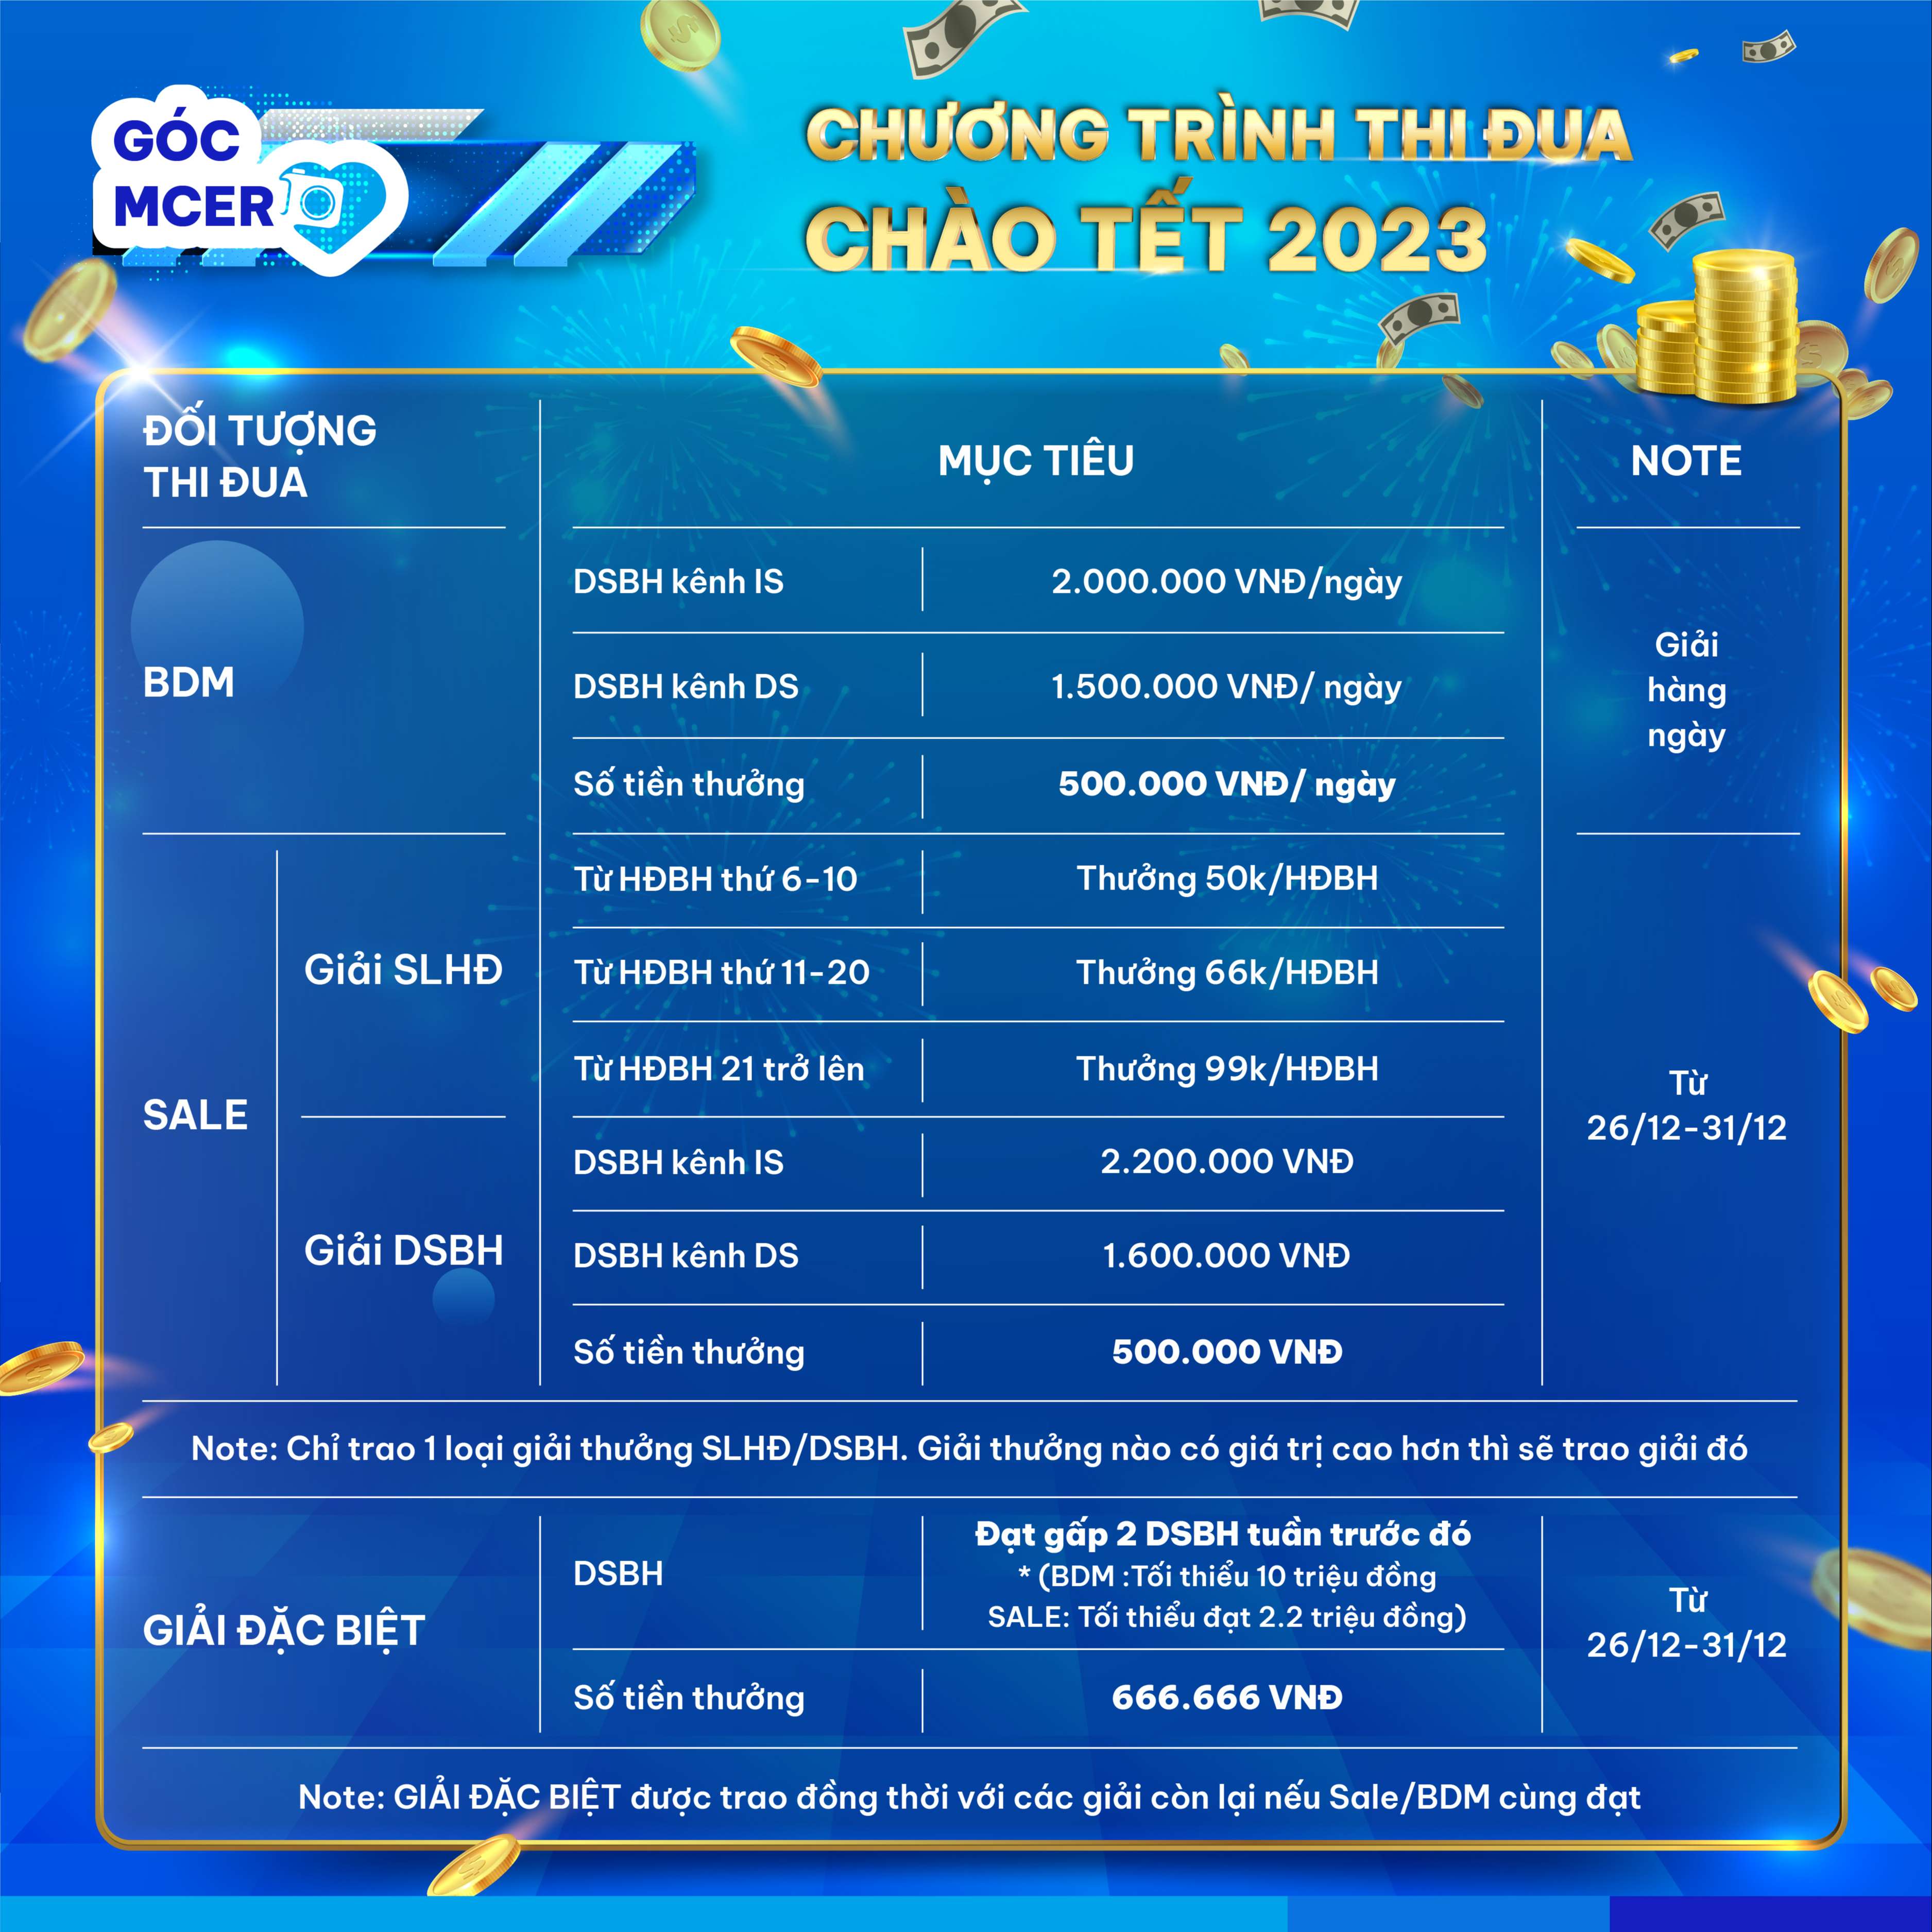 GÓC
MCER
CHƯƠNG TRÌNH THI ĐUA
CHÀO TẾT 2023
ĐỐI TƯỢNG
THI ĐUA
MỤC TIÊU
NOTE
BDM
DSBH kênh IS
2.000.000 VNĐ/ngày
DSBH kênh DS
1.500.000 VNĐ/ ngày
Số tiền thưởng
500.000 VNĐ/ ngày
Giải
hàng
ngày
SALE
Giải SLHĐ
Từ HĐBH thứ 6-10
Thưởng 50k/HĐBH
Từ HĐBH thứ 11-20
Thưởng 66k/HĐBH
Từ HĐBH 21 trở lên
Thưởng 99k/HĐBH
Giải DSBH
DSBH kênh IS
2.200.000 VNĐ
DSBH kênh DS
1.600.000 VNĐ
Số tiền thưởng
500.000 VNĐ
Từ
26/12-31/12
Note: Chỉ trao 1 loại giải thưởng SLHĐ/DSBH. Giải thưởng nào có giá trị cao hơn thì sẽ trao giải đó
GIẢI ĐẶC BIỆT
DSBH
Đạt gấp 2 DSBH tuần trước đó
* (BDM :Tối thiểu 10 triệu đồng
SALE: Tối thiểu đạt 2.2 triệu đồng)
Số tiền thưởng
666.666 VNĐ
Từ
26/12-31/12
Note: GIẢI ĐẶC BIỆT được trao đồng thời với các giải còn lại nếu Sale/BDM cùng đạt